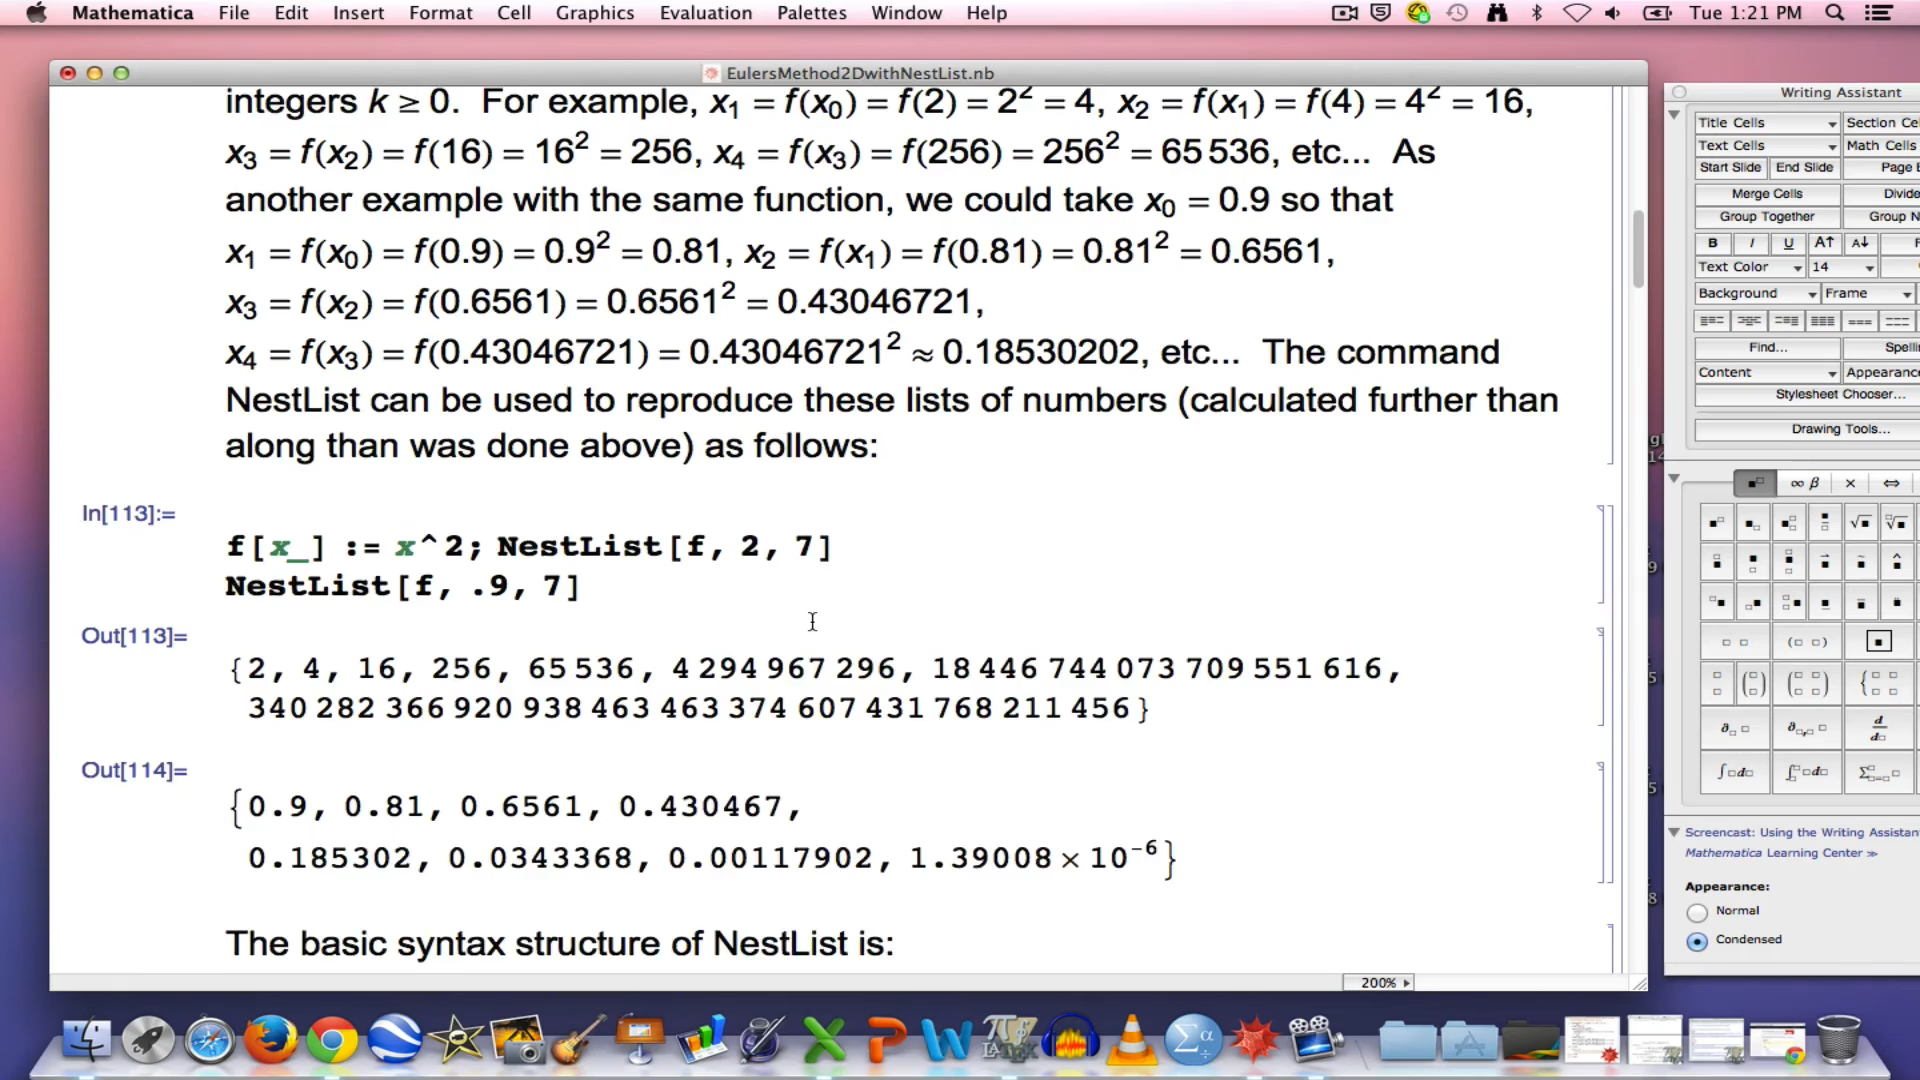 Mathematica File Edit Insert Format Cell Graphics Evaluation Palettes Window Help Tue 1:21 PM
EulersMethod2DwithNestList.nb
integers k ≥ 0. For example, x₁ = f(x₀) = f(2) = 2² = 4, x₂ = f(x₁) = f(4) = 4² = 16,
x₃ = f(x₂) = f(16) = 16² = 256, x₄ = f(x₃) = f(256) = 256² = 65 536, etc... As
another example with the same function, we could take x₀ = 0.9 so that
x₁ = f(x₀) = f(0.9) = 0.9² = 0.81, x₂ = f(x₁) = f(0.81) = 0.81² = 0.6561,
x₃ = f(x₂) = f(0.6561) = 0.6561² = 0.43046721,
x₄ = f(x₃) = f(0.43046721) = 0.43046721² ≈ 0.18530202, etc... The command
NestList can be used to reproduce these lists of numbers (calculated further than
along than was done above) as follows:
In[113]:=
f[x_] := x^2; NestList[f, 2, 7]
NestList[f, .9, 7]
Out[113]=
{2, 4, 16, 256, 65 536, 4 294 967 296, 18 446 744 073 709 551 616,
340 282 366 920 938 463 463 374 607 431 768 211 456}
Out[114]=
{0.9, 0.81, 0.6561, 0.430467,
0.185302, 0.0343368, 0.00117902, 1.39008 × 10⁻⁶}
The basic syntax structure of NestList is:
200%
Writing Assistant
Title Cells Section Ce
Text Cells Math Cells
Start Slide End Slide Page
Merge Cells Divide
Group Together Group N
B I U A↑ A↓
Text Color 14
Background Frame
Find... Spelli
Content Appearance
Stylesheet Chooser...
Drawing Tools...
∞ β × ⇔
Screencast: Using the Writing Assistant
Mathematica Learning Center ≫
Appearance:
Normal
Condensed